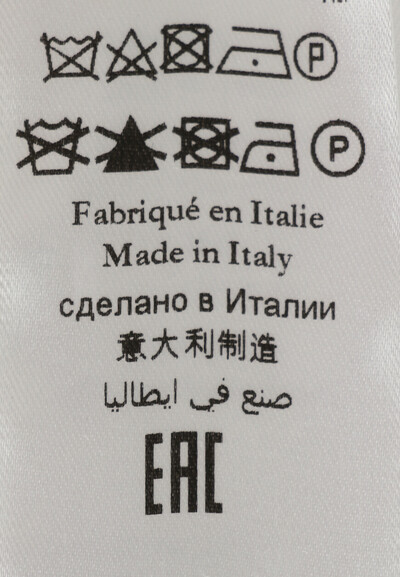 P
P
Fabriqué en Italie
Made in Italy
сделано в Италии
意大利制造
صنع في ايطاليا
EAC